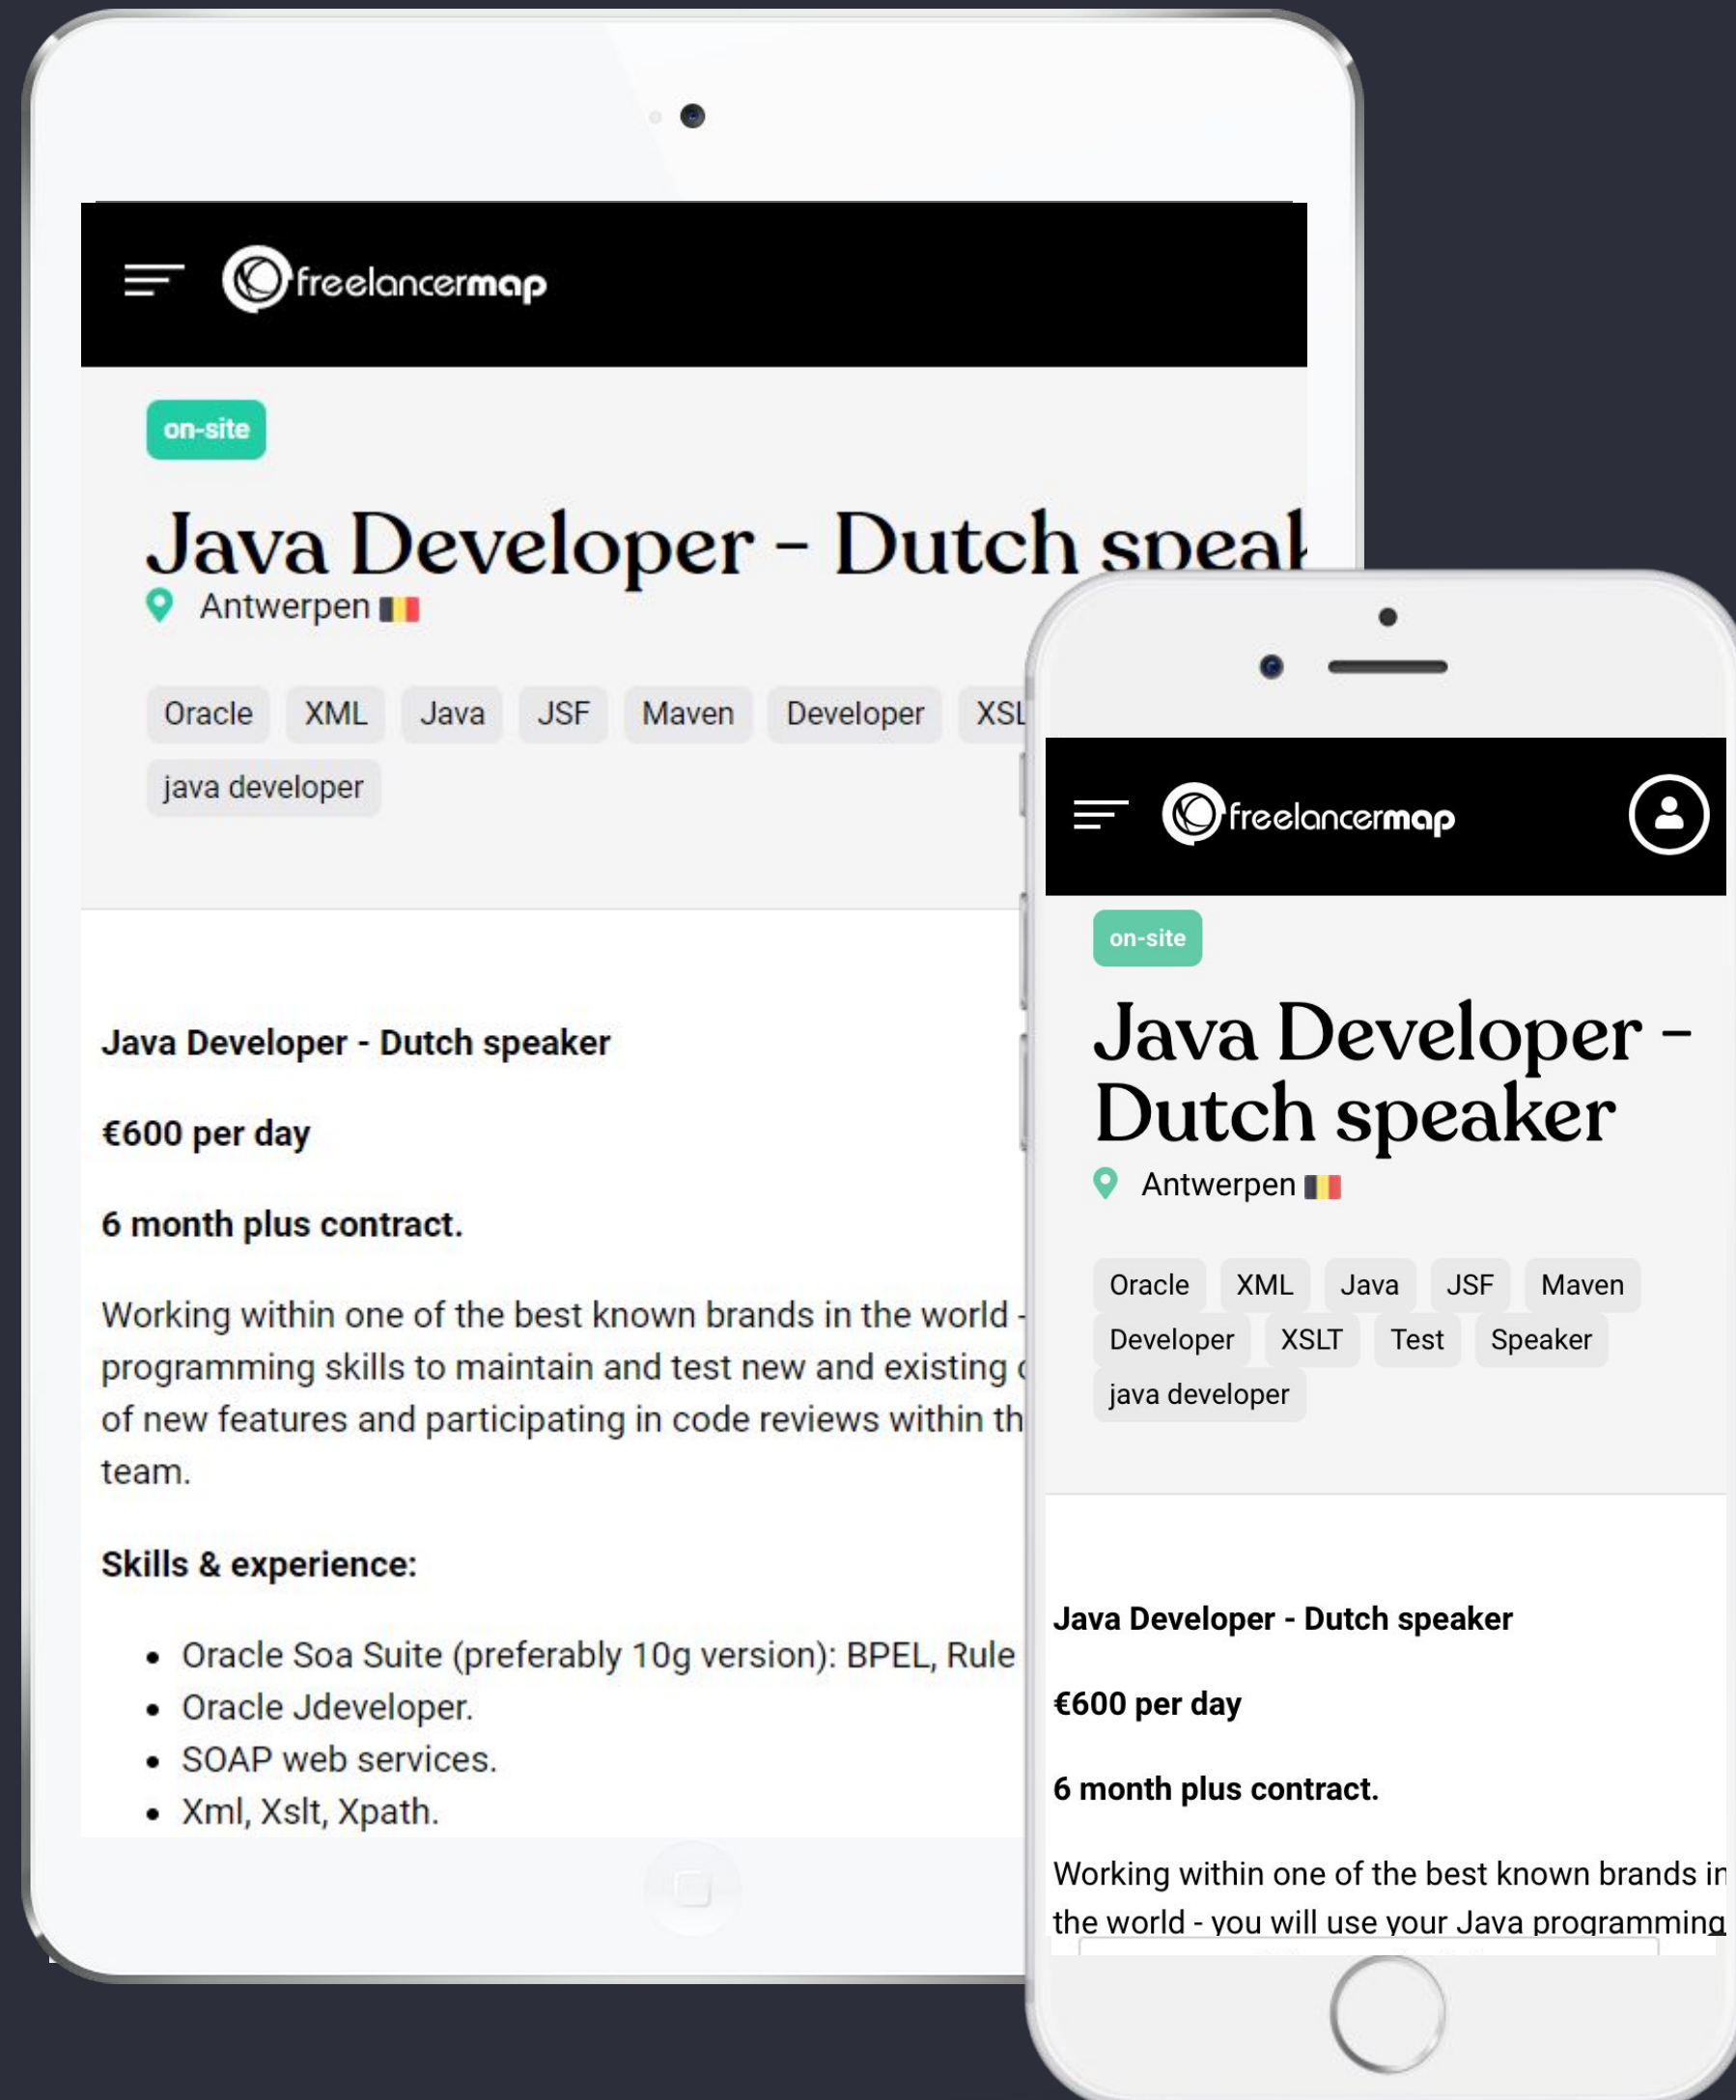 freelancermap
on-site
Java Developer - Dutch
Antwerpen
Oracle XML Java JSF Maven Developer
java developer
Java Developer - Dutch speaker
€600 per day
6 month plus contract.
Working within one of the best known brands in the world -
programming skills to maintain and test new and existing
of new features and participating in code reviews within
team.
Skills & experience:
• Oracle Soa Suite (preferably 10g version): BPEL, Rule
• Oracle Jdeveloper.
• SOAP web services.
• Xml, Xslt, Xpath.
freelancermap
on-site
Java Developer -
Dutch speaker
Antwerpen
Oracle XML Java JSF Maven
Developer XSLT Test Speaker
java developer
Java Developer - Dutch speaker
€600 per day
6 month plus contract.
Working within one of the best known brands in
the world - you will use your Java programming